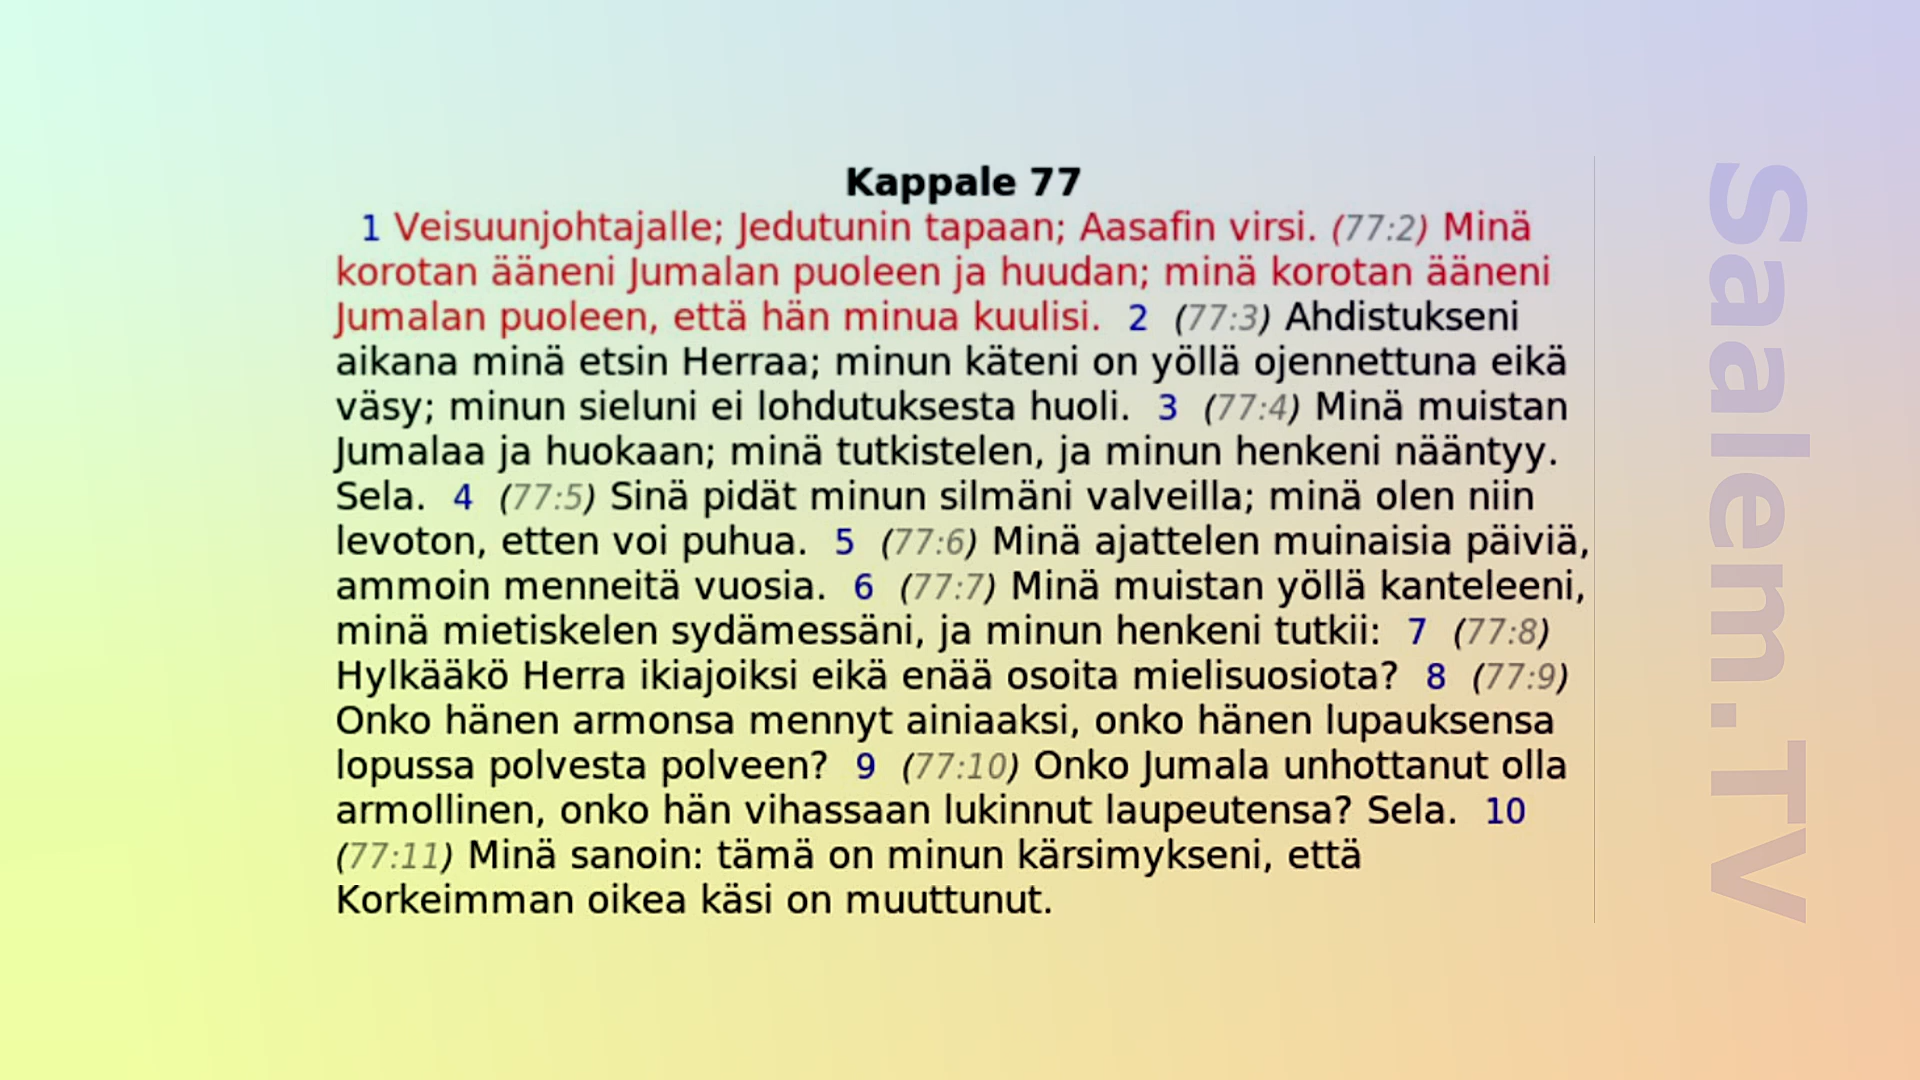 Kappale 77
1 Veisuunjohtajalle; Jedutunin tapaan; Aasafin virsi. (77:2) Minä
korotan ääneni Jumalan puoleen ja huudan; minä korotan ääneni
Jumalan puoleen, että hän minua kuulisi. 2 (77:3) Ahdistukseni
aikana minä etsin Herraa; minun käteni on yöllä ojennettuna eikä
väsy; minun sieluni ei lohdutuksesta huoli. 3 (77:4) Minä muistan
Jumalaa ja huokaan; minä tutkistelen, ja minun henkeni nääntyy.
Sela. 4 (77:5) Sinä pidät minun silmäni valveilla; minä olen niin
levoton, etten voi puhua. 5 (77:6) Minä ajattelen muinaisia päiviä,
ammoin menneitä vuosia. 6 (77:7) Minä muistan yöllä kanteleeni,
minä mietiskelen sydämessäni, ja minun henkeni tutkii: 7 (77:8)
Hylkääkö Herra ikiajoiksi eikä enää osoita mielisuosiota? 8 (77:9)
Onko hänen armonsa mennyt ainiaaksi, onko hänen lupauksensa
lopussa polvesta polveen? 9 (77:10) Onko Jumala unhottanut olla
armollinen, onko hän vihassaan lukinnut laupeutensa? Sela. 10
(77:11) Minä sanoin: tämä on minun kärsimykseni, että
Korkeimman oikea käsi on muuttunut.
Saalem.TV